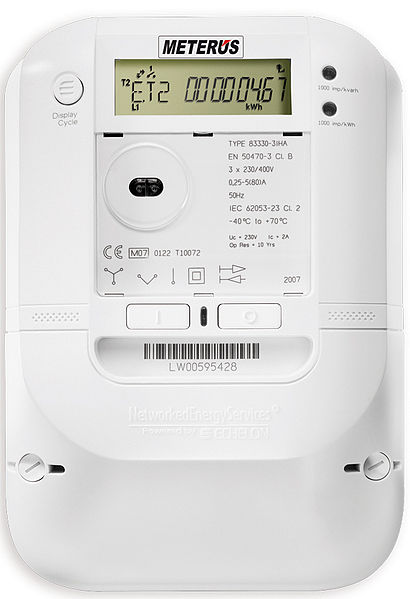 METERUS
T2
L1
ET2 00000467
kWh
Display
Cycle
1000 imp/kvarh
1000 imp/kWh
TYPE 83330-3IHA
EN 50470-3 Cl. B
3 x 230/400V
0,25-5(80)A
50Hz
IEC 62053-23 Cl. 2
-40°C to +70°C
Uc = 230V Ic = 2A
Op Res = 10 Yrs
CE M07 0122 T10072
2007
I O
LW00595428
NetworkedEnergyServices®
Powered by ECHELON